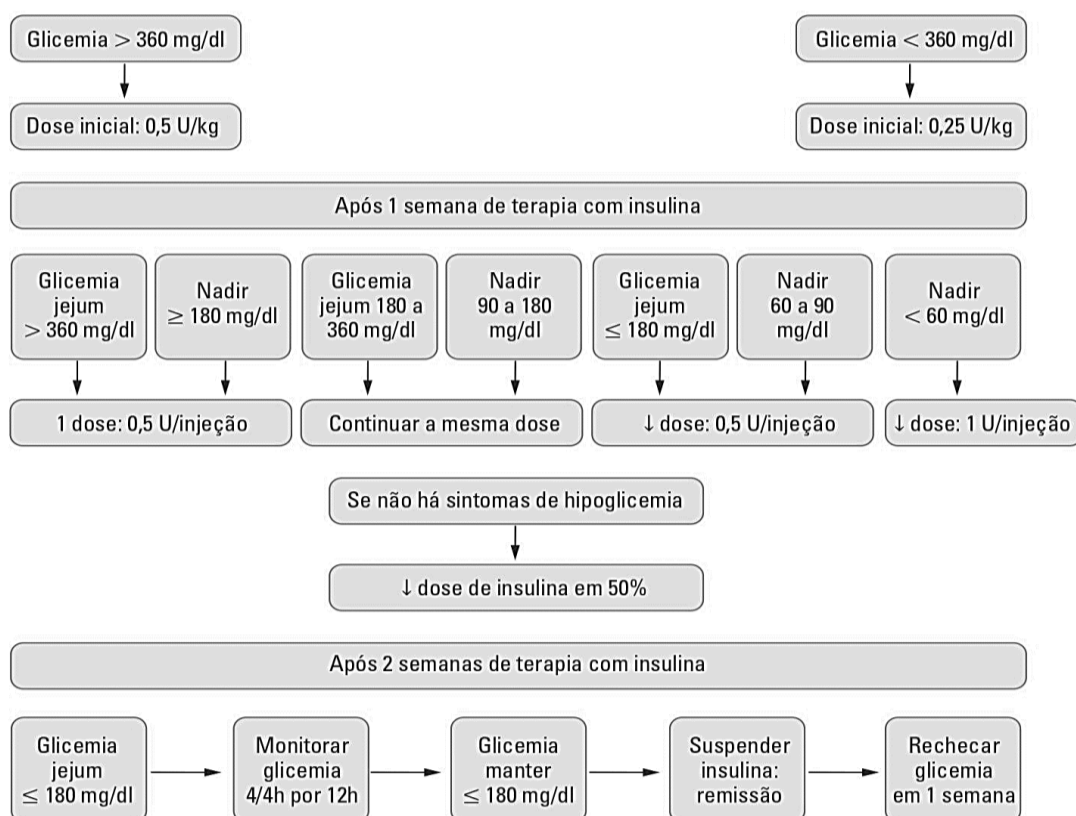 Glicemia > 360 mg/dl
Glicemia < 360 mg/dl
Dose inicial: 0,5 U/kg
Dose inicial: 0,25 U/kg
Após 1 semana de terapia com insulina
Glicemia
jejum
> 360 mg/dl
Nadir
≥ 180 mg/dl
Glicemia
jejum 180 a
360 mg/dl
Nadir
90 a 180
mg/dl
Glicemia
jejum
≤ 180 mg/dl
Nadir
60 a 90
mg/dl
Nadir
< 60 mg/dl
1 dose: 0,5 U/injeção
Continuar a mesma dose
↓ dose: 0,5 U/injeção
↓ dose: 1 U/injeção
Se não há sintomas de hipoglicemia
↓ dose de insulina em 50%
Após 2 semanas de terapia com insulina
Glicemia
jejum
≤ 180 mg/dl
Monitorar
glicemia
4/4h por 12h
Glicemia
manter
≤ 180 mg/dl
Suspender
insulina:
remissão
Rechecar
glicemia
em 1 semana